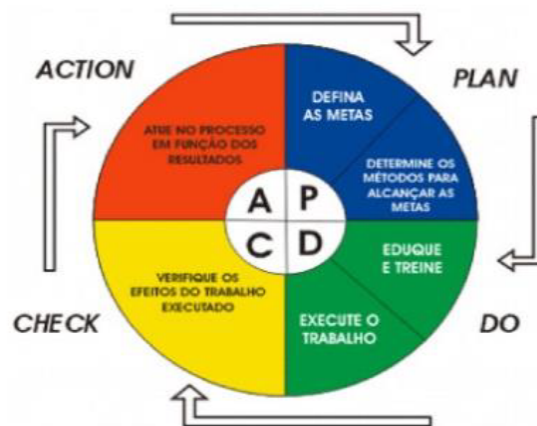 ACTION
PLAN
DEFINA
AS METAS
ATUE NO PROCESSO
EM FUNÇÃO DOS
RESULTADOS
DETERMINE OS
MÉTODOS PARA
ALCANÇAR AS
METAS
A P
C D
EDUQUE
E TREINE
VERIFIQUE OS
EFEITOS DO TRABALHO
EXECUTADO
EXECUTE O
TRABALHO
CHECK
DO